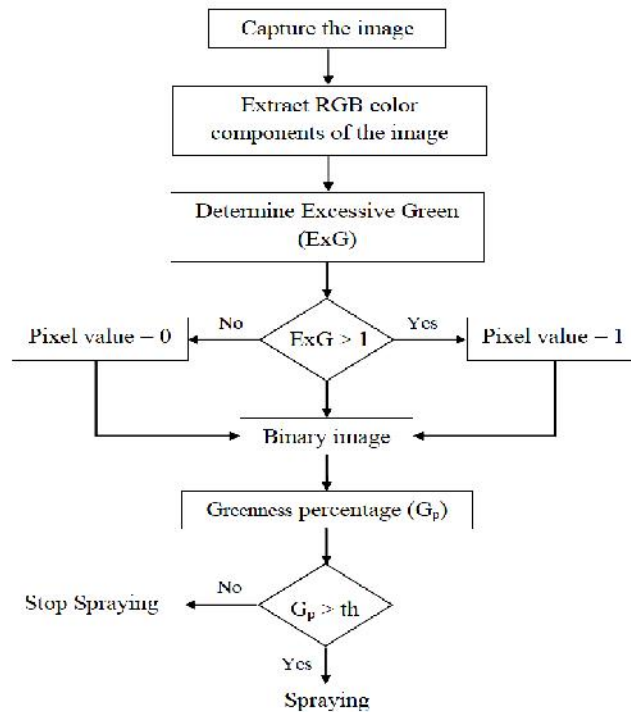 Capture the image
Extract RGB color
components of the image
Determine Excessive Green
(ExG)
No
Yes
Pixel value – 0
ExG > 1
Pixel value – 1
Binary image
Greenness percentage (Gₚ)
No
Stop Spraying
Gₚ > th
Yes
Spraying